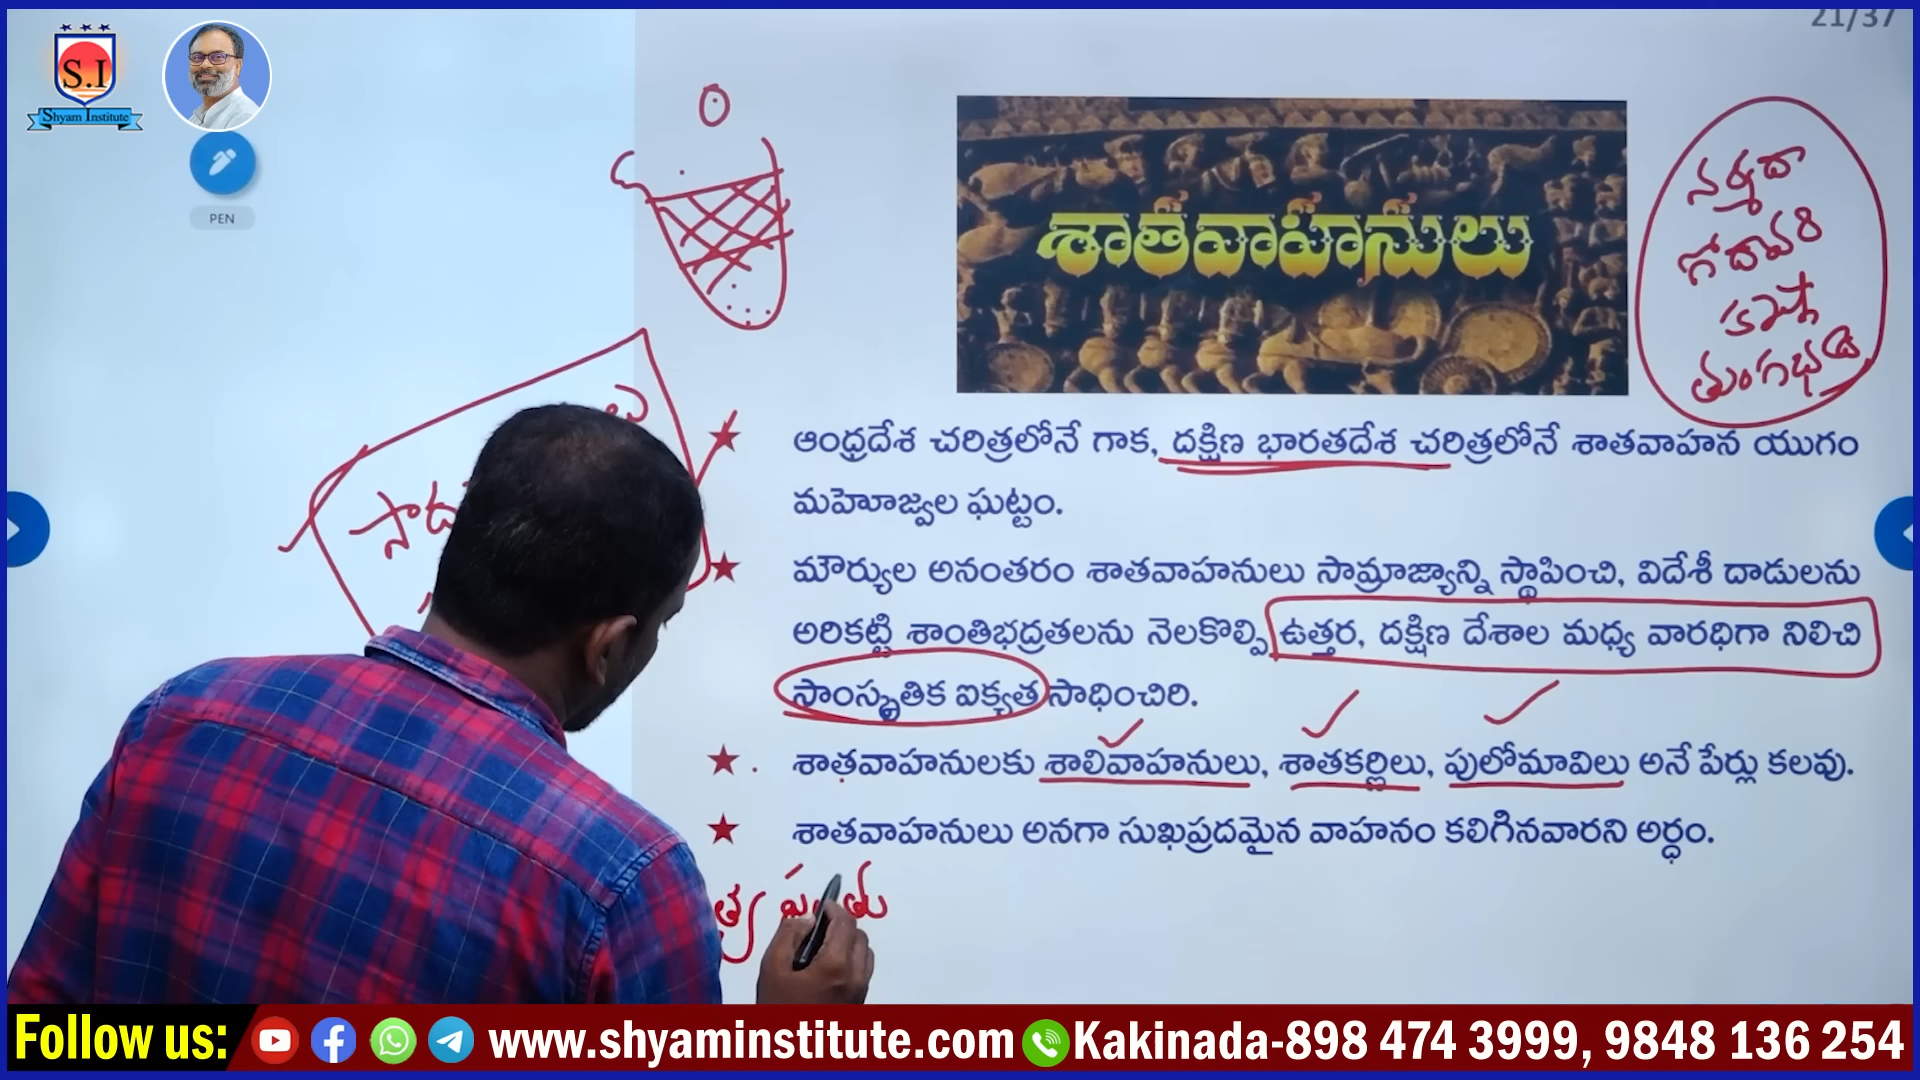 21/37
S.I
Shyam Institute
PEN
శాతవాహనులు
నర్మదా
గోదావరి
కృష్ణా
తుంగభద్ర
ఆంధ్రదేశ చరిత్రలోనే గాక, దక్షిణ భారతదేశ చరిత్రలోనే శాతవాహన యుగం
మహోజ్వల ఘట్టం.
మౌర్యుల అనంతరం శాతవాహనులు సామ్రాజ్యాన్ని స్థాపించి, విదేశీ దాడులను
అరికట్టి శాంతిభద్రతలను నెలకొల్పి ఉత్తర, దక్షిణ దేశాల మధ్య వారధిగా నిలిచి
సాంస్కృతిక ఐక్యత సాధించిరి.
శాతవాహనులకు శాలివాహనులు, శాతకర్ణిలు, పులోమావిలు అనే పేర్లు కలవు.
శాతవాహనులు అనగా సుఖప్రదమైన వాహనం కలిగినవారని అర్ధం.
Follow us:
www.shyaminstitute.com
Kakinada-898 474 3999, 9848 136 254